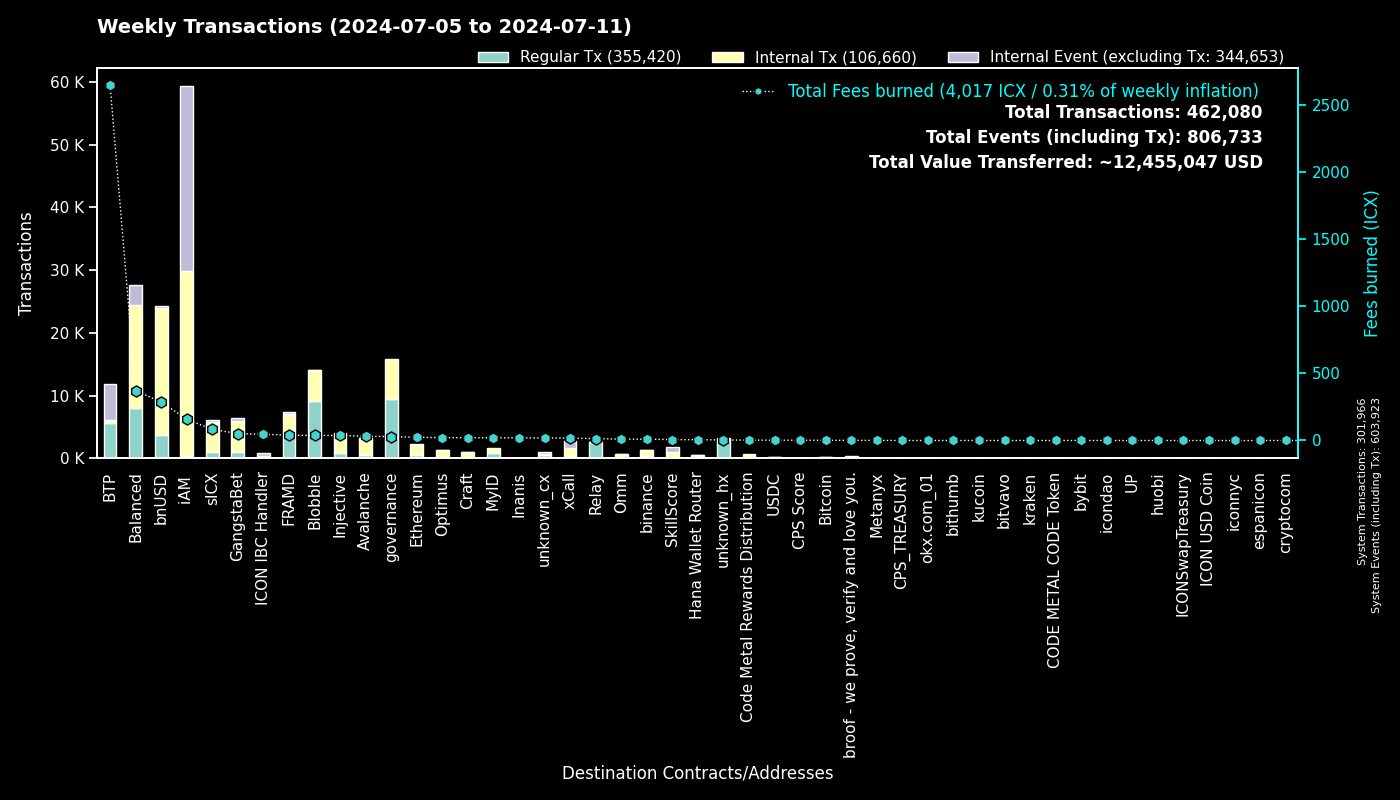 Weekly Transactions (2024-07-05 to 2024-07-11)
Regular Tx (355,420)
Internal Tx (106,660)
Internal Event (excluding Tx: 344,653)
Total Fees burned (4,017 ICX / 0.31% of weekly inflation)
Total Transactions: 462,080
Total Events (including Tx): 806,733
Total Value Transferred: ~12,455,047 USD
Transactions
60 K
50 K
40 K
30 K
20 K
10 K
0 K
2500
2000
1500
1000
500
0
Fees burned (ICX)
System Transactions: 301,966
System Events (including Tx): 603,923
BTP
Balanced
bnUSD
iAM
sICX
GangstaBet
ICON IBC Handler
FRAMD
Blobble
Injective
Avalanche
governance
Ethereum
Optimus
Craft
MyID
Inanis
unknown_cx
xCall
Relay
Omm
binance
SkillScore
Hana Wallet Router
unknown_hx
Code Metal Rewards Distribution
USDC
CPS Score
Bitcoin
broof - we prove, verify and love you.
Metanyx
CPS_TREASURY
okx.com_01
bithumb
kucoin
bitvavo
kraken
CODE METAL CODE Token
bybit
icondao
UP
huobi
ICONSwapTreasury
ICON USD Coin
iconnyc
espanicon
cryptocom
Destination Contracts/Addresses